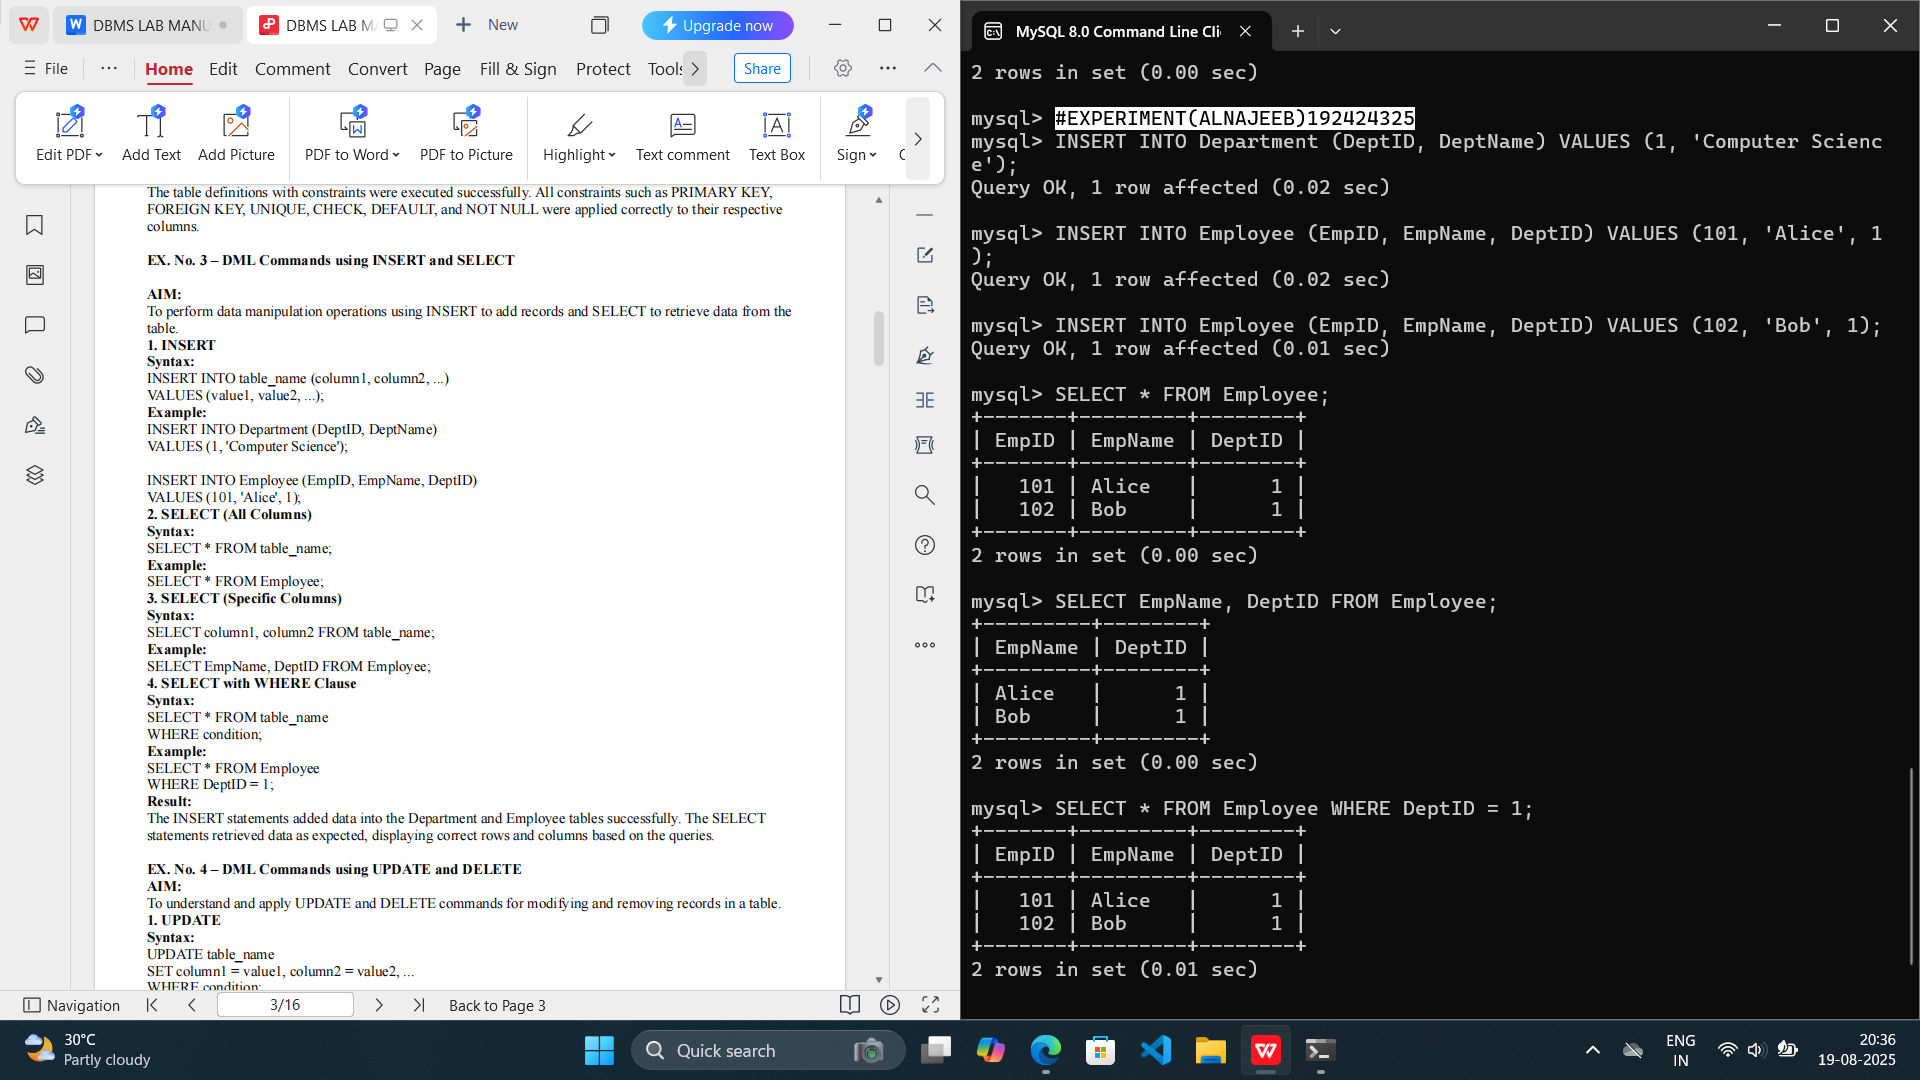 DBMS LAB MANU
DBMS LAB MA
New
Upgrade now
File
Home
Edit
Comment
Convert
Page
Fill & Sign
Protect
Tools
Share
Edit PDF
Add Text
Add Picture
PDF to Word
PDF to Picture
Highlight
Text comment
Text Box
Sign
The table definitions with constraints were executed successfully. All constraints such as PRIMARY KEY,
FOREIGN KEY, UNIQUE, CHECK, DEFAULT, and NOT NULL were applied correctly to their respective
columns.
EX. No. 3 – DML Commands using INSERT and SELECT
AIM:
To perform data manipulation operations using INSERT to add records and SELECT to retrieve data from the
table.
1. INSERT
Syntax:
INSERT INTO table_name (column1, column2, ...)
VALUES (value1, value2, ...);
Example:
INSERT INTO Department (DeptID, DeptName)
VALUES (1, 'Computer Science');
INSERT INTO Employee (EmpID, EmpName, DeptID)
VALUES (101, 'Alice', 1);
2. SELECT (All Columns)
Syntax:
SELECT * FROM table_name;
Example:
SELECT * FROM Employee;
3. SELECT (Specific Columns)
Syntax:
SELECT column1, column2 FROM table_name;
Example:
SELECT EmpName, DeptID FROM Employee;
4. SELECT with WHERE Clause
Syntax:
SELECT * FROM table_name
WHERE condition;
Example:
SELECT * FROM Employee
WHERE DeptID = 1;
Result:
The INSERT statements added data into the Department and Employee tables successfully. The SELECT
statements retrieved data as expected, displaying correct rows and columns based on the queries.
EX. No. 4 – DML Commands using UPDATE and DELETE
AIM:
To understand and apply UPDATE and DELETE commands for modifying and removing records in a table.
1. UPDATE
Syntax:
UPDATE table_name
SET column1 = value1, column2 = value2, ...
WHERE condition;
Navigation
3/16
Back to Page 3
MySQL 8.0 Command Line Cli
2 rows in set (0.00 sec)
mysql> #EXPERIMENT(ALNAJEEB)192424325
mysql> INSERT INTO Department (DeptID, DeptName) VALUES (1, 'Computer Scienc
e');
Query OK, 1 row affected (0.02 sec)
mysql> INSERT INTO Employee (EmpID, EmpName, DeptID) VALUES (101, 'Alice', 1
);
Query OK, 1 row affected (0.02 sec)
mysql> INSERT INTO Employee (EmpID, EmpName, DeptID) VALUES (102, 'Bob', 1);
Query OK, 1 row affected (0.01 sec)
mysql> SELECT * FROM Employee;
+-------+---------+--------+
| EmpID | EmpName | DeptID |
+-------+---------+--------+
|   101 | Alice   |      1 |
|   102 | Bob     |      1 |
+-------+---------+--------+
2 rows in set (0.00 sec)
mysql> SELECT EmpName, DeptID FROM Employee;
+---------+--------+
| EmpName | DeptID |
+---------+--------+
| Alice   |      1 |
| Bob     |      1 |
+---------+--------+
2 rows in set (0.00 sec)
mysql> SELECT * FROM Employee WHERE DeptID = 1;
+-------+---------+--------+
| EmpID | EmpName | DeptID |
+-------+---------+--------+
|   101 | Alice   |      1 |
|   102 | Bob     |      1 |
+-------+---------+--------+
2 rows in set (0.01 sec)
30°C
Partly cloudy
Quick search
ENG
IN
20:36
19-08-2025